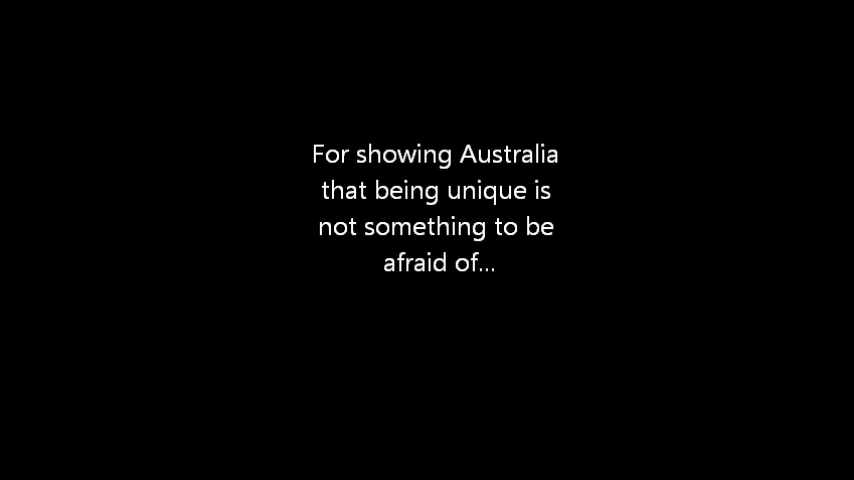 For showing Australia
that being unique is
not something to be
afraid of...